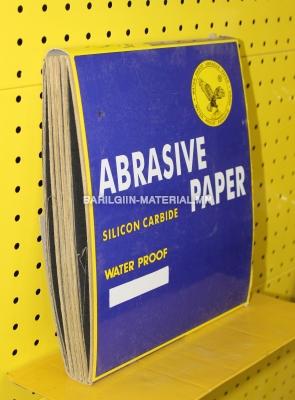 ABRASIVE
PAPER
BARILGIIN-MATERIAL.MN
SILICON CARBIDE
WATER PROOF